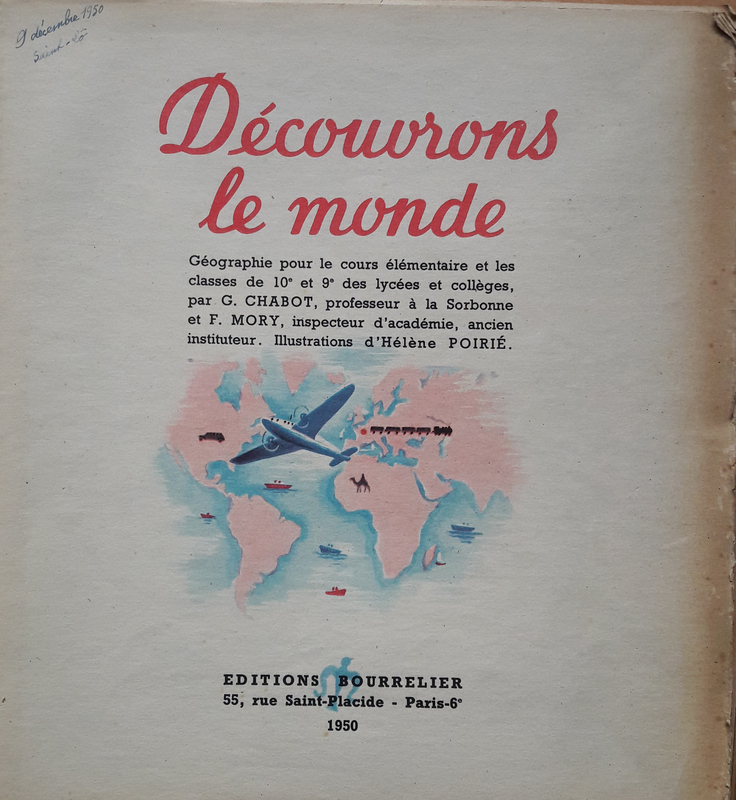 9 décembre 1950
Saint-Lô
Découvrons
le monde
Géographie pour le cours élémentaire et les
classes de 10e et 9e des lycées et collèges,
par G. CHABOT, professeur à la Sorbonne
et F. MORY, inspecteur d'académie, ancien
instituteur. Illustrations d'Hélène POIRIÉ.
EDITIONS BOURRELIER
55, rue Saint-Placide - Paris-6e
1950